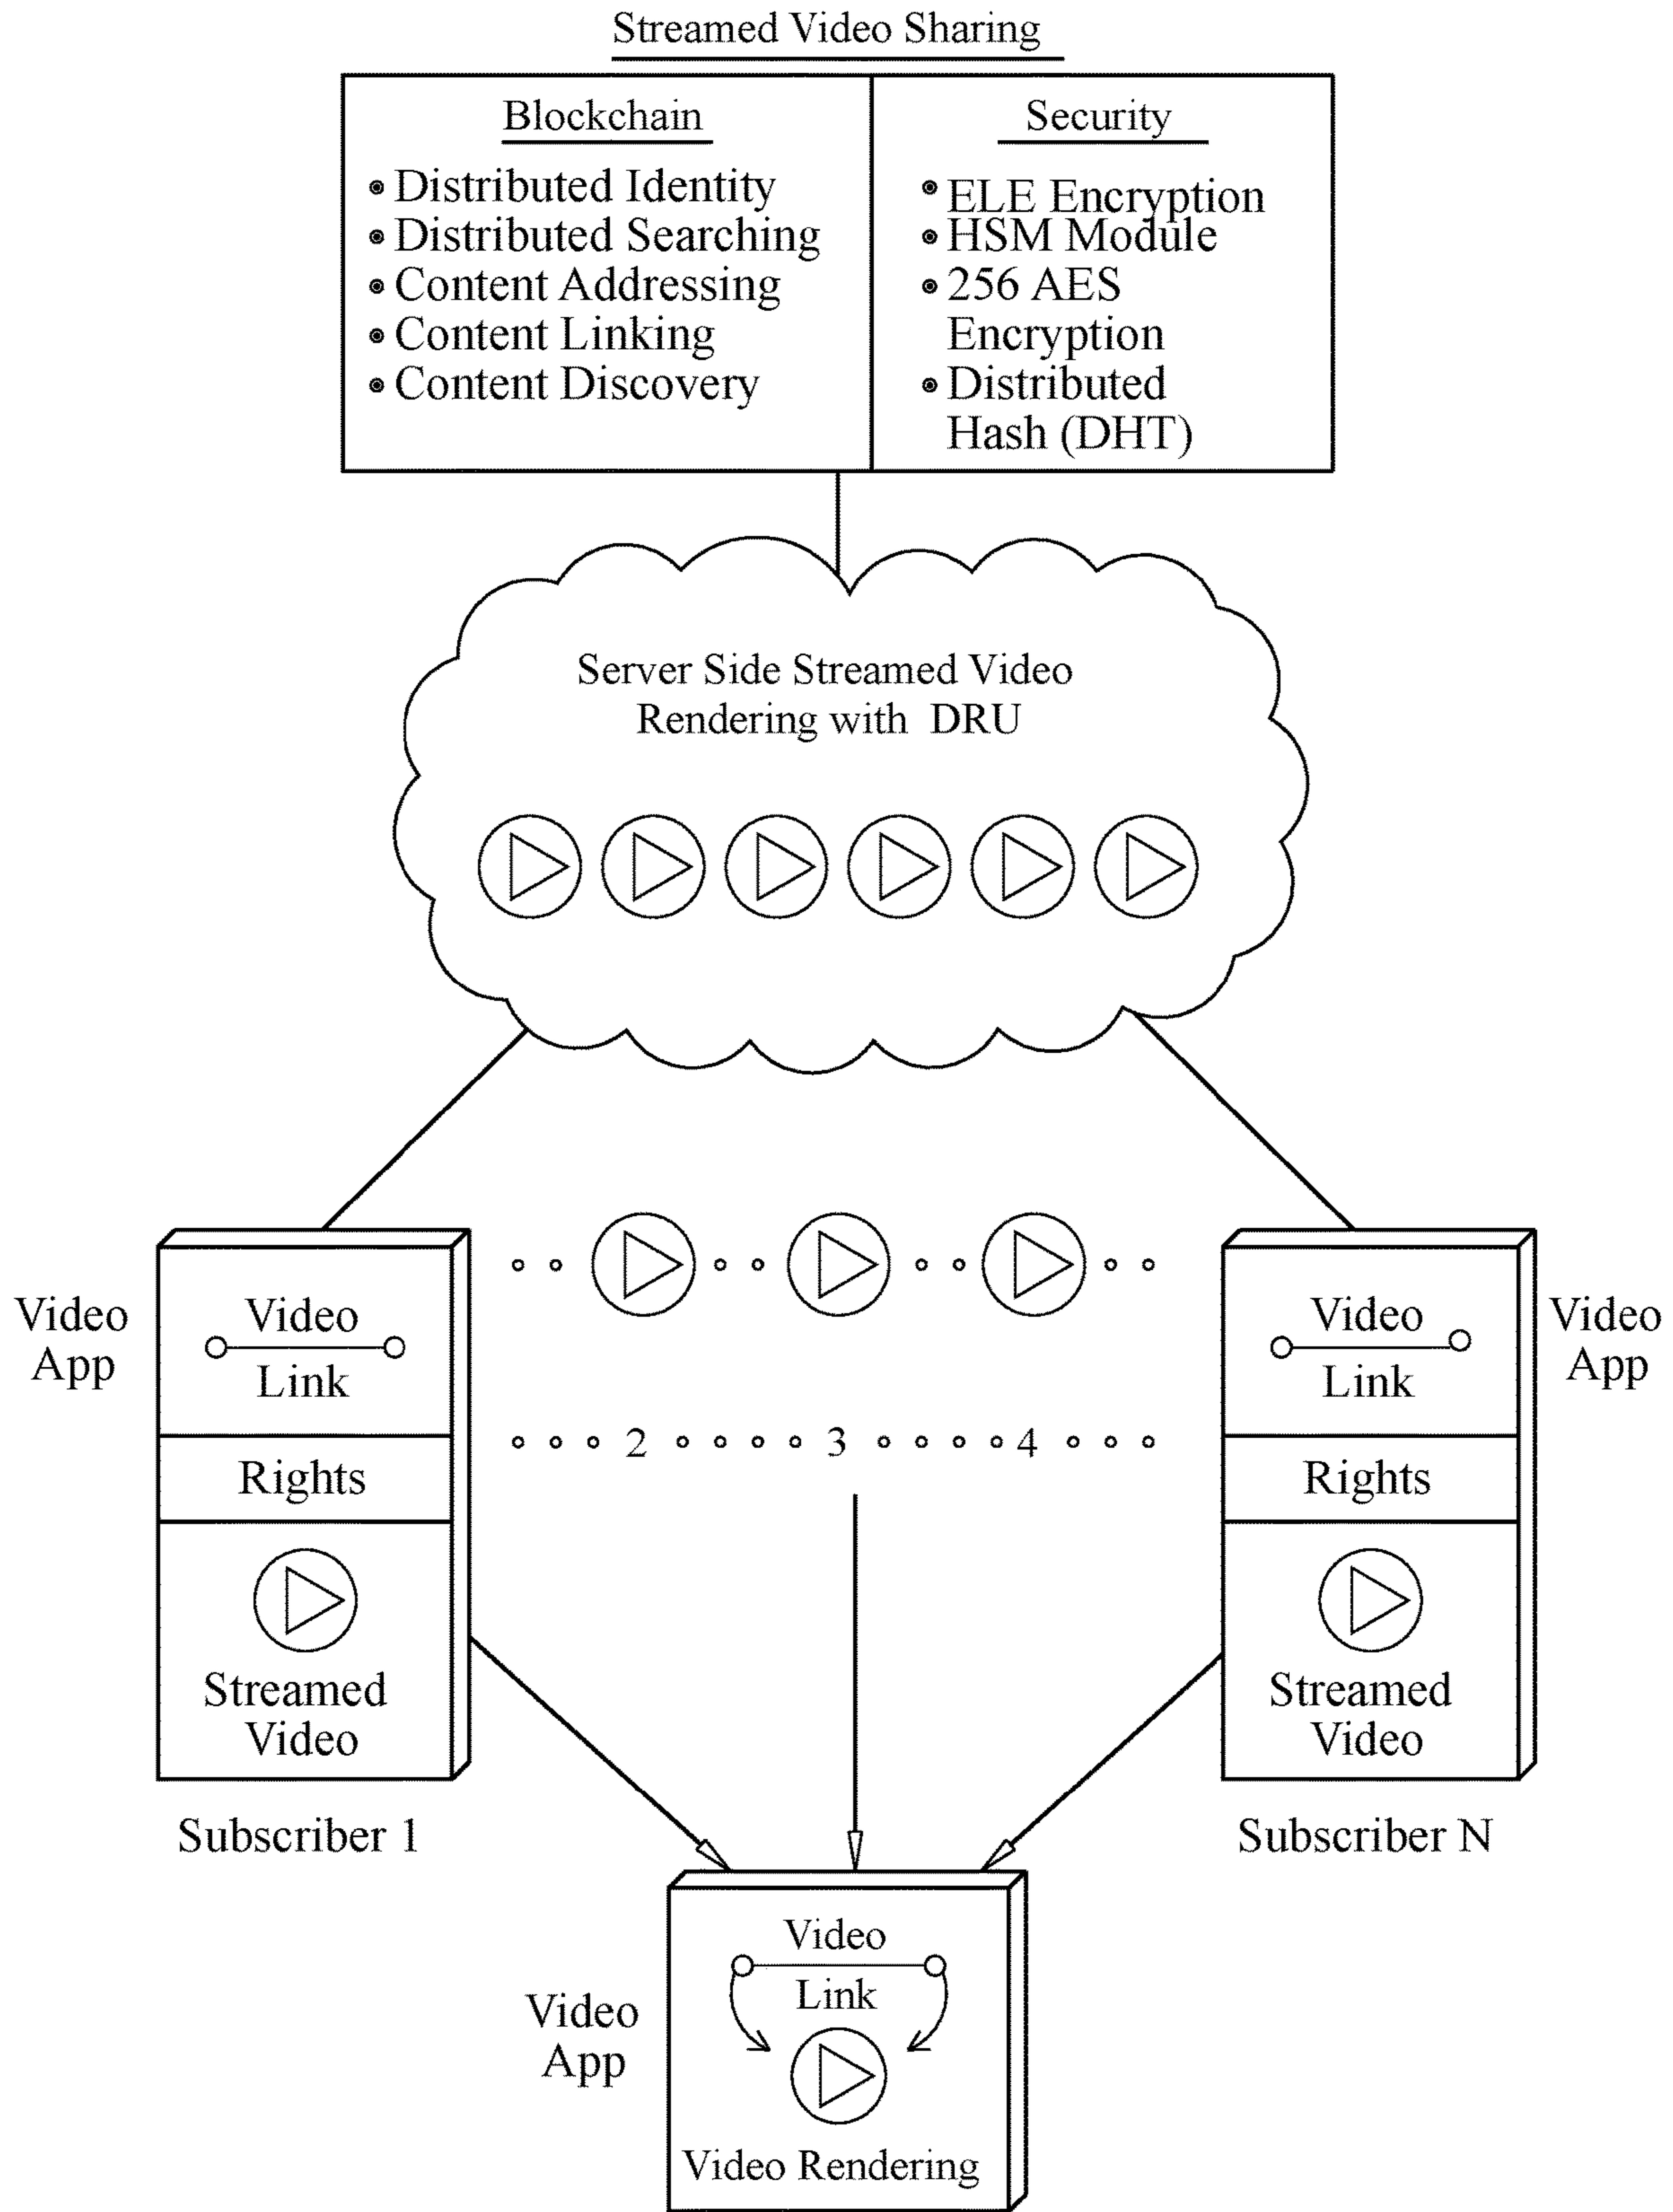 Streamed Video Sharing
Blockchain
Distributed Identity
Distributed Searching
Content Addressing
Content Linking
Content Discovery
Security
ELE Encryption
HSM Module
256 AES
Encryption
Distributed
Hash (DHT)
Server Side Streamed Video
Rendering with DRU
Video
App
Video
Link
Rights
Streamed
Video
Subscriber 1
2 3 4
Video
Link
Rights
Streamed
Video
Video
App
Subscriber N
Video
App
Video
Link
Video Rendering